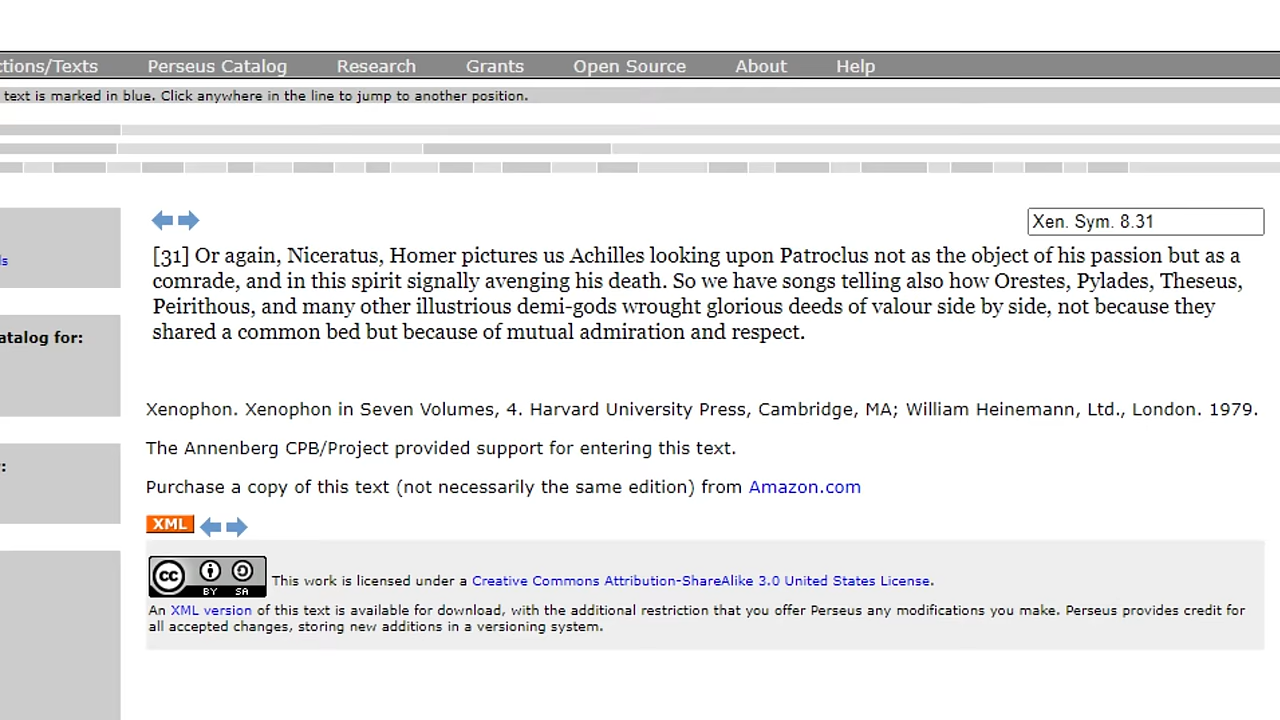 ctions/Texts Perseus Catalog Research Grants Open Source About Help
text is marked in blue. Click anywhere in the line to jump to another position.
Xen. Sym. 8.31
[31] Or again, Niceratus, Homer pictures us Achilles looking upon Patroclus not as the object of his passion but as a
comrade, and in this spirit signally avenging his death. So we have songs telling also how Orestes, Pylades, Theseus,
Peirithous, and many other illustrious demi-gods wrought glorious deeds of valour side by side, not because they
shared a common bed but because of mutual admiration and respect.
ls
atalog for:
Xenophon. Xenophon in Seven Volumes, 4. Harvard University Press, Cambridge, MA; William Heinemann, Ltd., London. 1979.
The Annenberg CPB/Project provided support for entering this text.
:
Purchase a copy of this text (not necessarily the same edition) from Amazon.com
XML
cc BY SA
This work is licensed under a Creative Commons Attribution-ShareAlike 3.0 United States License.
An XML version of this text is available for download, with the additional restriction that you offer Perseus any modifications you make. Perseus provides credit for
all accepted changes, storing new additions in a versioning system.